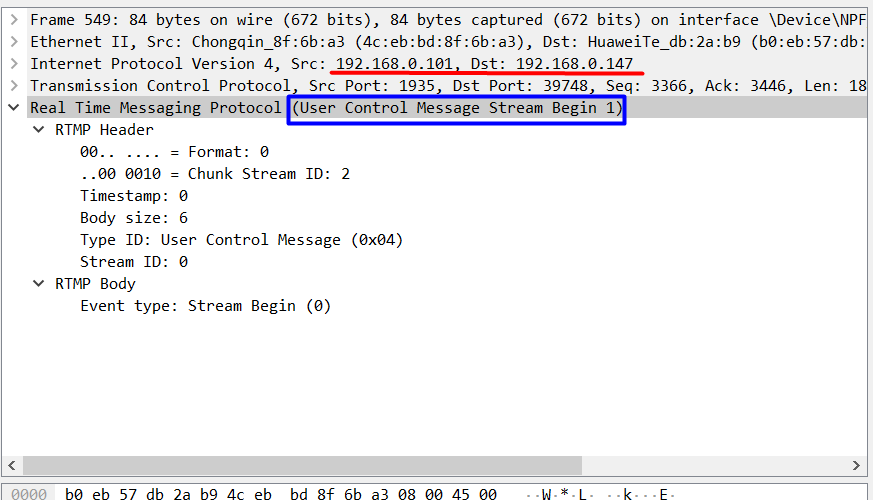 Frame 549: 84 bytes on wire (672 bits), 84 bytes captured (672 bits) on interface \Device\NPF
Ethernet II, Src: Chongqin_8f:6b:a3 (4c:eb:bd:8f:6b:a3), Dst: HuaweiTe_db:2a:b9 (b0:eb:57:db:
Internet Protocol Version 4, Src: 192.168.0.101, Dst: 192.168.0.147
Transmission Control Protocol, Src Port: 1935, Dst Port: 39748, Seq: 3366, Ack: 3446, Len: 18
Real Time Messaging Protocol (User Control Message Stream Begin 1)
RTMP Header
00.. .... = Format: 0
..00 0010 = Chunk Stream ID: 2
Timestamp: 0
Body size: 6
Type ID: User Control Message (0x04)
Stream ID: 0
RTMP Body
Event type: Stream Begin (0)
0000 b0 eb 57 db 2a b9 4c eb bd 8f 6b a3 08 00 45 00 ··W·*·L· ··k···E·